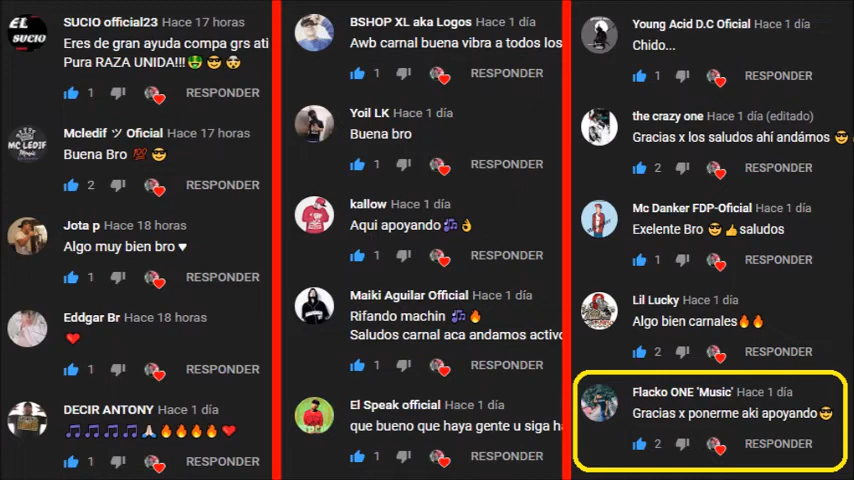 SUCIO official23 Hace 17 horas
Eres de gran ayuda compa grs ati
Pura RAZA UNIDA!!!🤑😎🤯
1 RESPONDER
Mcledif ツ Oficial Hace 17 horas
Buena Bro 💯😎
2 RESPONDER
Jota p Hace 18 horas
Algo muy bien bro ♥
1 RESPONDER
Eddgar Br Hace 18 horas
❤
1 RESPONDER
DECIR ANTONY Hace 1 día
🎵🎵🎵🎵🙏🏻🔥🔥🔥🔥❤
1 RESPONDER
BSHOP XL aka Logos Hace 1 día
Awb carnal buena vibra a todos los
1 RESPONDER
Yoil LK Hace 1 día
Buena bro
1 RESPONDER
kallow Hace 1 día
Aqui apoyando🎶👌
1 RESPONDER
Maiki Aguilar Official Hace 1 día
Rifando machin 🎶🔥
Saludos carnal aca andamos activo
1 RESPONDER
El Speak official Hace 1 día
que bueno que haya gente u siga ha
1 RESPONDER
Young Acid D.C Oficial Hace 1 día
Chido...
1 RESPONDER
the crazy one Hace 1 día (editado)
Gracias x los saludos ahí andámos 😎
2 RESPONDER
Mc Danker FDP-Oficial Hace 1 día
Exelente Bro 😎👍saludos
1 RESPONDER
Lil Lucky Hace 1 día
Algo bien carnales🔥🔥
2 RESPONDER
Flacko ONE 'Music' Hace 1 día
Gracias x ponerme aki apoyando😎
2 RESPONDER
EL
SUCIO
MC LEDIF